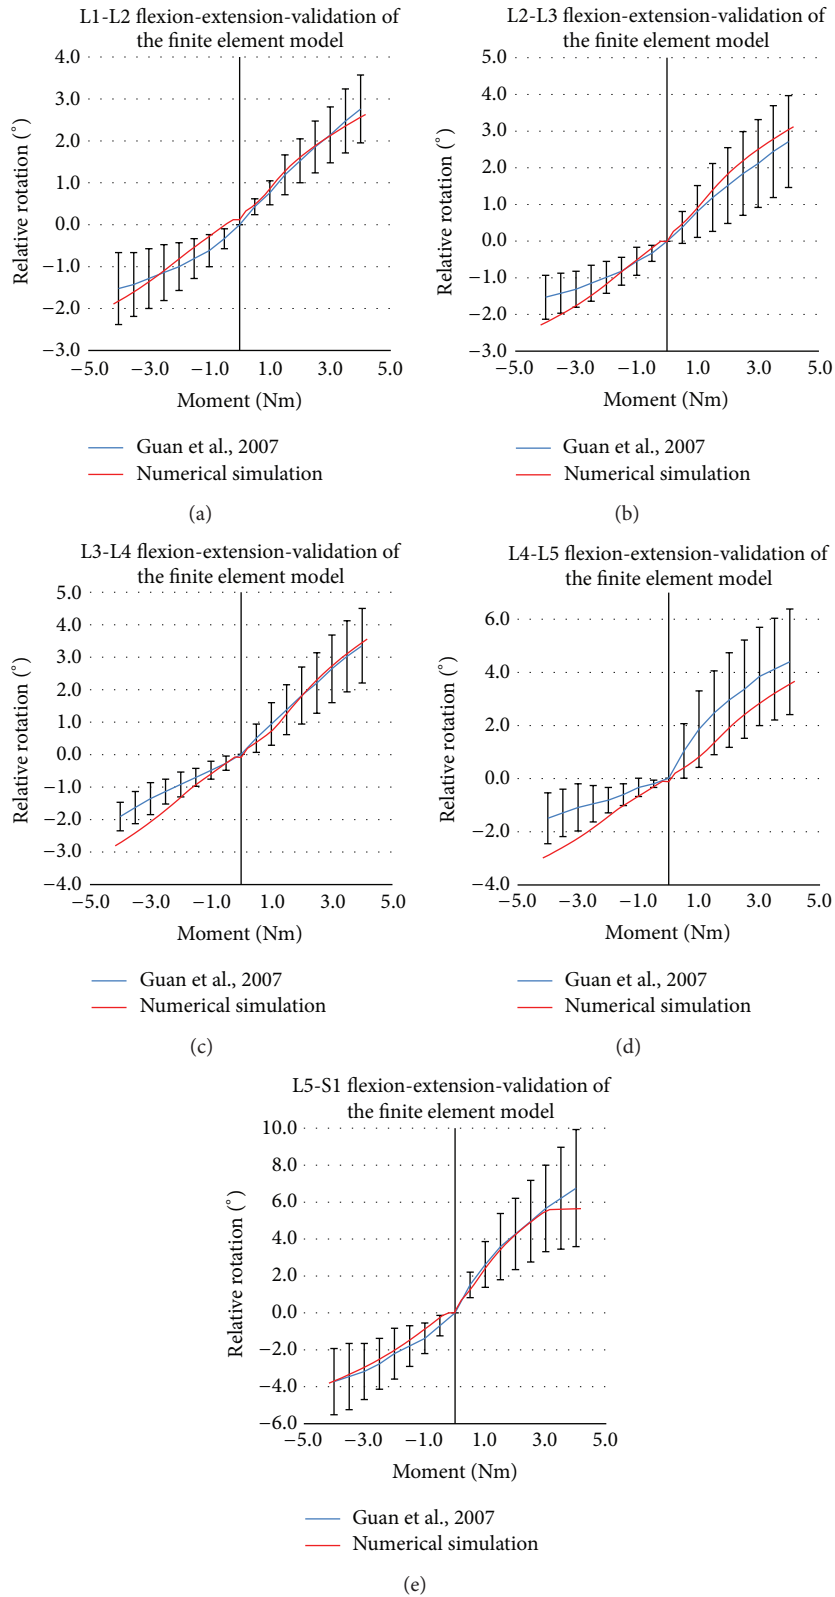 L1-L2 flexion-extension-validation of
the finite element model
4.0
3.0
2.0
1.0
0.0
−1.0
−2.0
−3.0
Relative rotation (°)
−5.0 −3.0 −1.0 1.0 3.0 5.0
Moment (Nm)
Guan et al., 2007
Numerical simulation
(a)
L2-L3 flexion-extension-validation of
the finite element model
5.0
4.0
3.0
2.0
1.0
0.0
−1.0
−2.0
−3.0
Relative rotation (°)
−5.0 −3.0 −1.0 1.0 3.0 5.0
Moment (Nm)
Guan et al., 2007
Numerical simulation
(b)
L3-L4 flexion-extension-validation of
the finite element model
5.0
4.0
3.0
2.0
1.0
0.0
−1.0
−2.0
−3.0
−4.0
Relative rotation (°)
−5.0 −3.0 −1.0 1.0 3.0 5.0
Moment (Nm)
Guan et al., 2007
Numerical simulation
(c)
L4-L5 flexion-extension-validation of
the finite element model
6.0
4.0
2.0
0.0
−2.0
−4.0
Relative rotation (°)
−5.0 −3.0 −1.0 1.0 3.0 5.0
Moment (Nm)
Guan et al., 2007
Numerical simulation
(d)
L5-S1 flexion-extension-validation of
the finite element model
10.0
8.0
6.0
4.0
2.0
0.0
−2.0
−4.0
−6.0
Relative rotation (°)
−5.0 −3.0 −1.0 1.0 3.0 5.0
Moment (Nm)
Guan et al., 2007
Numerical simulation
(e)